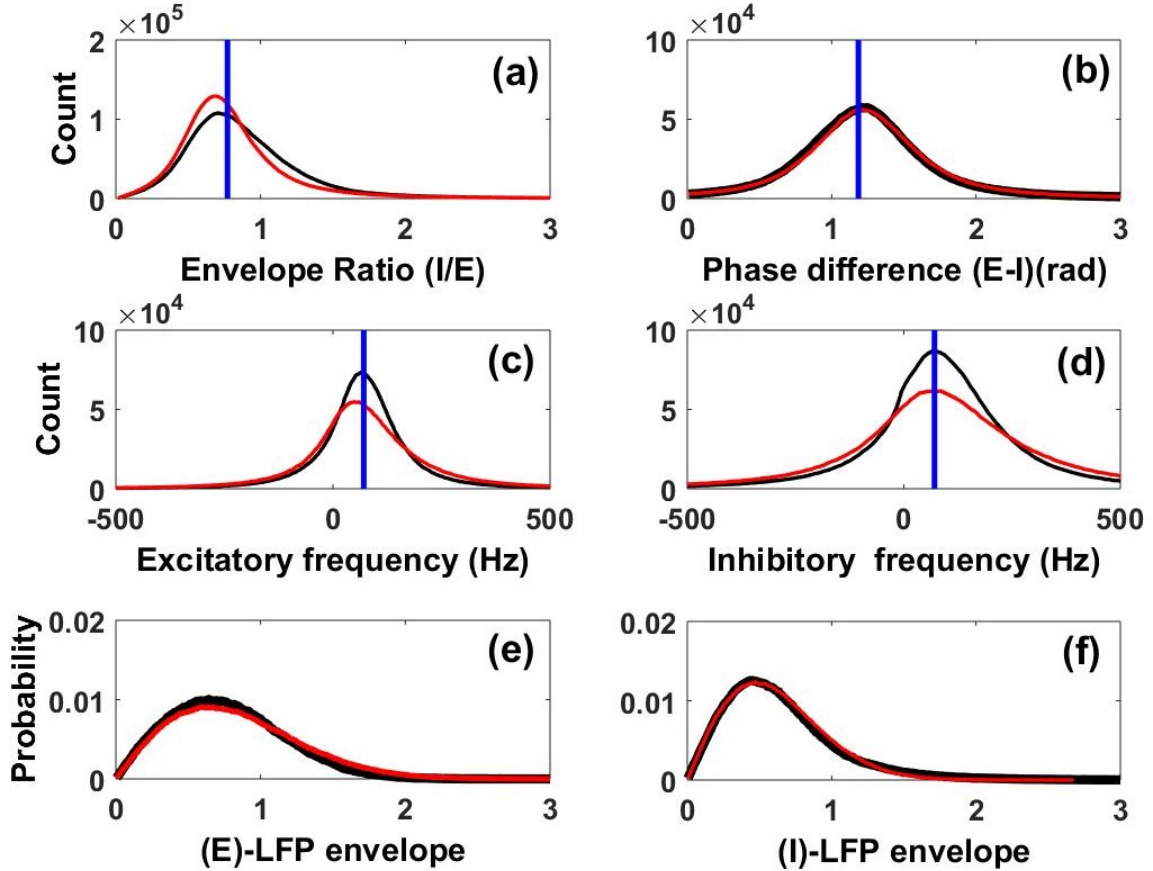 ×10^5
2
1
0
Count
(a)
0 1 2 3
Envelope Ratio (I/E)
×10^4
10
5
0
(b)
0 1 2 3
Phase difference (E-I)(rad)
×10^4
10
5
0
Count
(c)
-500 0 500
Excitatory frequency (Hz)
×10^4
10
5
0
(d)
-500 0 500
Inhibitory frequency (Hz)
0.02
0.01
0
Probability
(e)
0 1 2 3
(E)-LFP envelope
0.02
0.01
0
(f)
0 1 2 3
(I)-LFP envelope